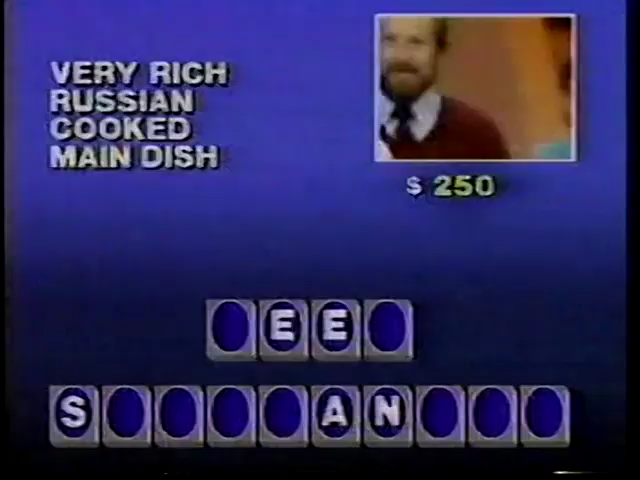 VERY RICH
RUSSIAN
COOKED
MAIN DISH
$ 250
EE
S AN